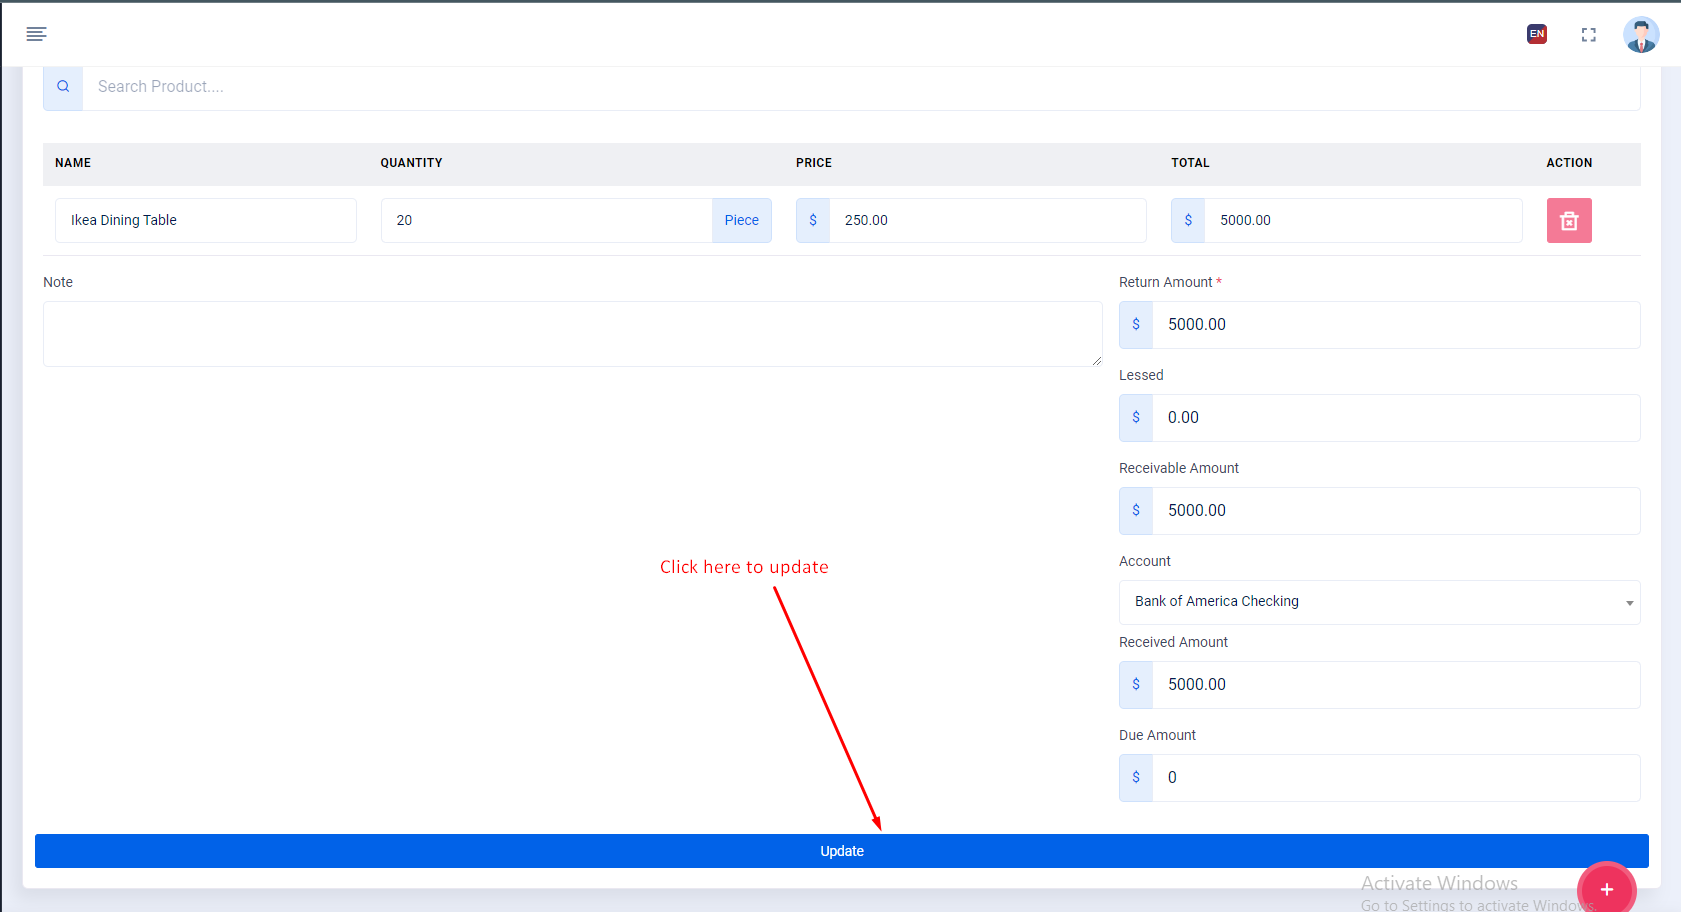 EN
Search Product....
NAME QUANTITY PRICE TOTAL ACTION
Ikea Dining Table 20 Piece $ 250.00 $ 5000.00
Note
Return Amount *
$ 5000.00
Lessed
$ 0.00
Receivable Amount
$ 5000.00
Account
Bank of America Checking
Received Amount
$ 5000.00
Due Amount
$ 0
Click here to update
Update
Activate Windows
Go to Settings to activate Windows.
+